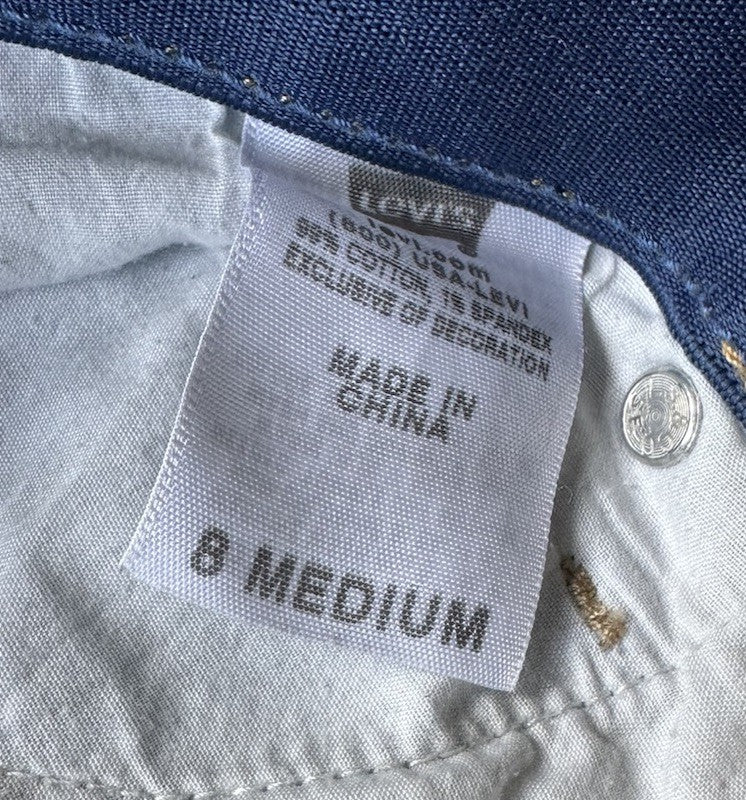 Levi's
levi.com
(800) USA-LEVI
99% COTTON, 1% SPANDEX
EXCLUSIVE OF DECORATION
MADE IN
CHINA
8 MEDIUM